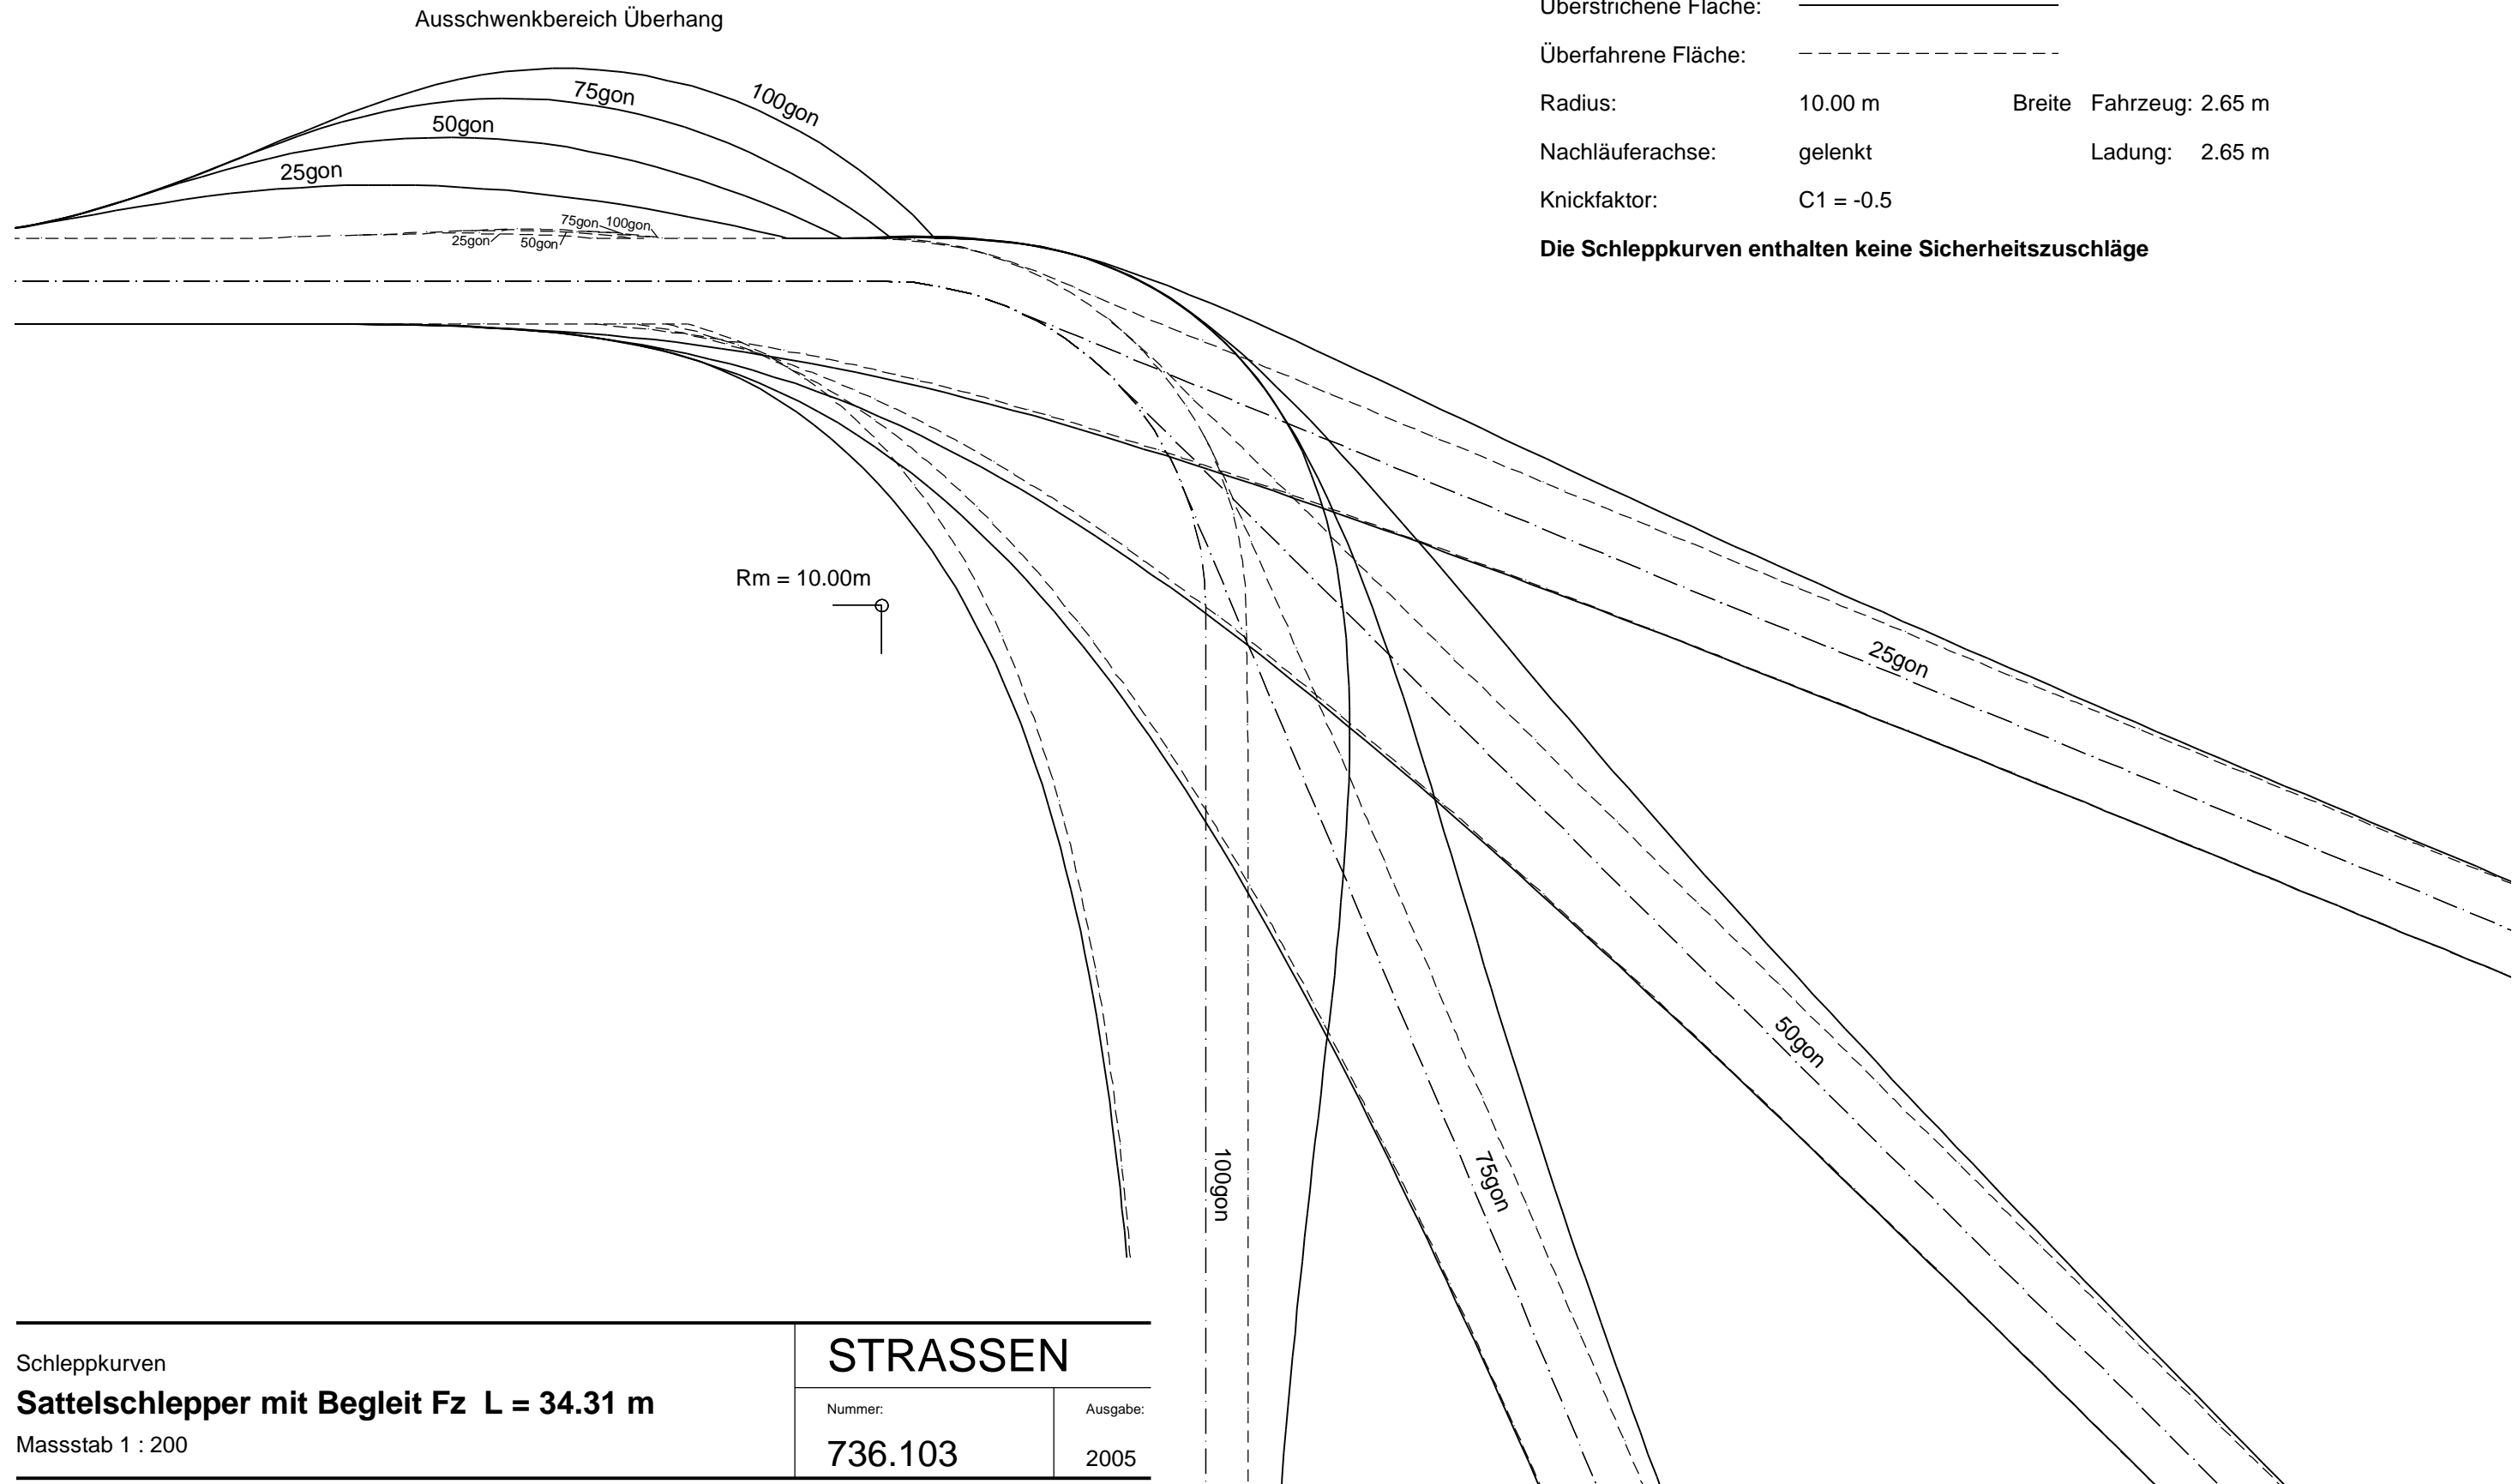 Ausschwenkbereich Überhang
Überstrichene Fläche:
Überfahrene Fläche:
Radius: 10.00 m Breite Fahrzeug: 2.65 m
Nachläuferachse: gelenkt Ladung: 2.65 m
Knickfaktor: C1 = -0.5
Die Schleppkurven enthalten keine Sicherheitszuschläge
75gon
100gon
50gon
25gon
75gon 100gon
25gon 50gon
Rm = 10.00m
25gon
50gon
75gon
100gon
Schleppkurven
Sattelschlepper mit Begleit Fz L = 34.31 m
Massstab 1 : 200
STRASSEN
Nummer: Ausgabe:
736.103 2005